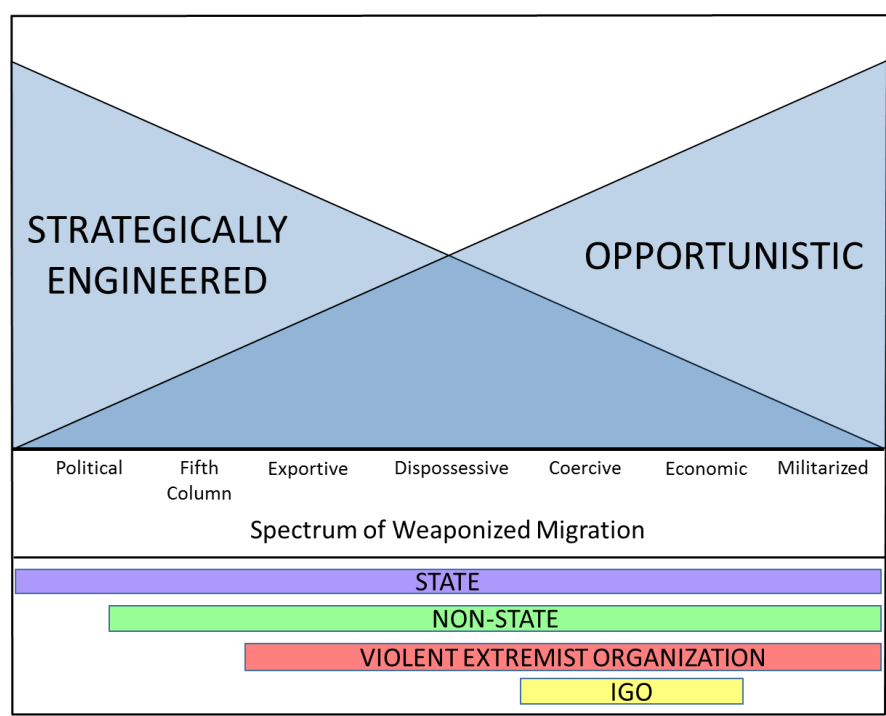 STRATEGICALLY
ENGINEERED
OPPORTUNISTIC
Political Fifth Column Exportive Dispossessive Coercive Economic Militarized
Spectrum of Weaponized Migration
STATE
NON-STATE
VIOLENT EXTREMIST ORGANIZATION
IGO